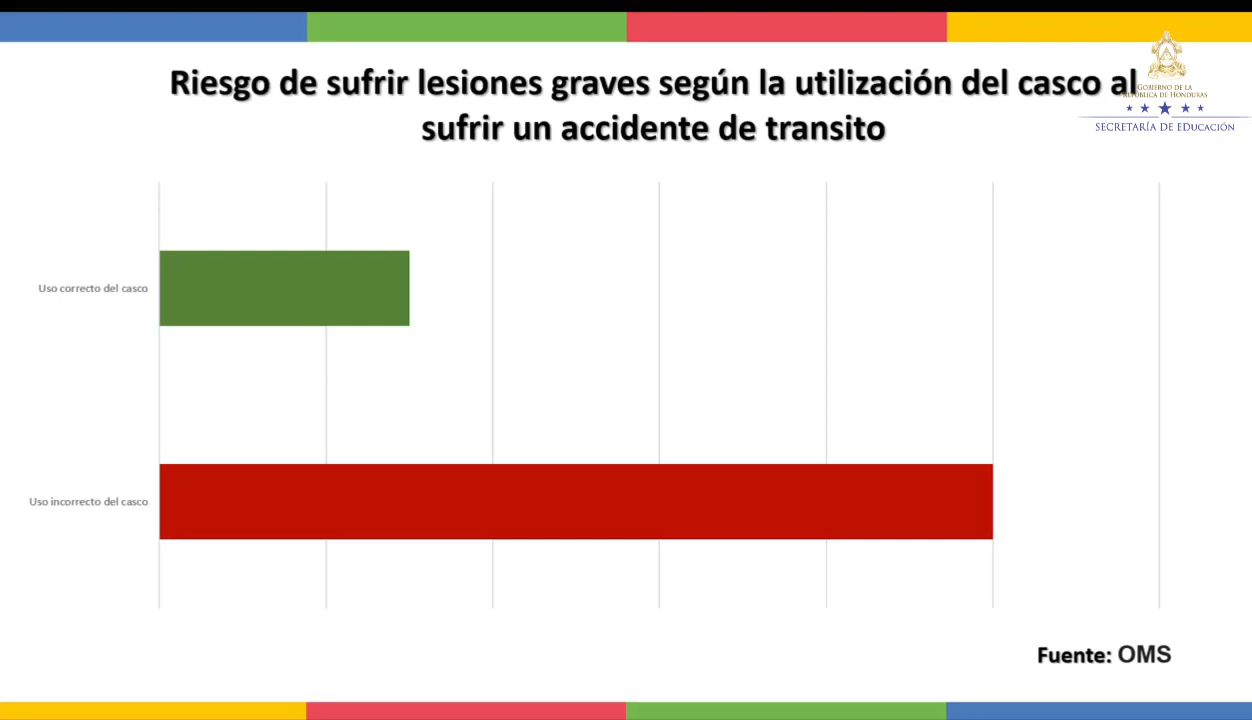 Riesgo de sufrir lesiones graves según la utilización del casco al
sufrir un accidente de transito
GOBIERNO DE LA
REPÚBLICA DE HONDURAS
SECRETARÍA DE EDUCACIÓN
Uso correcto del casco
Uso incorrecto del casco
Fuente: OMS